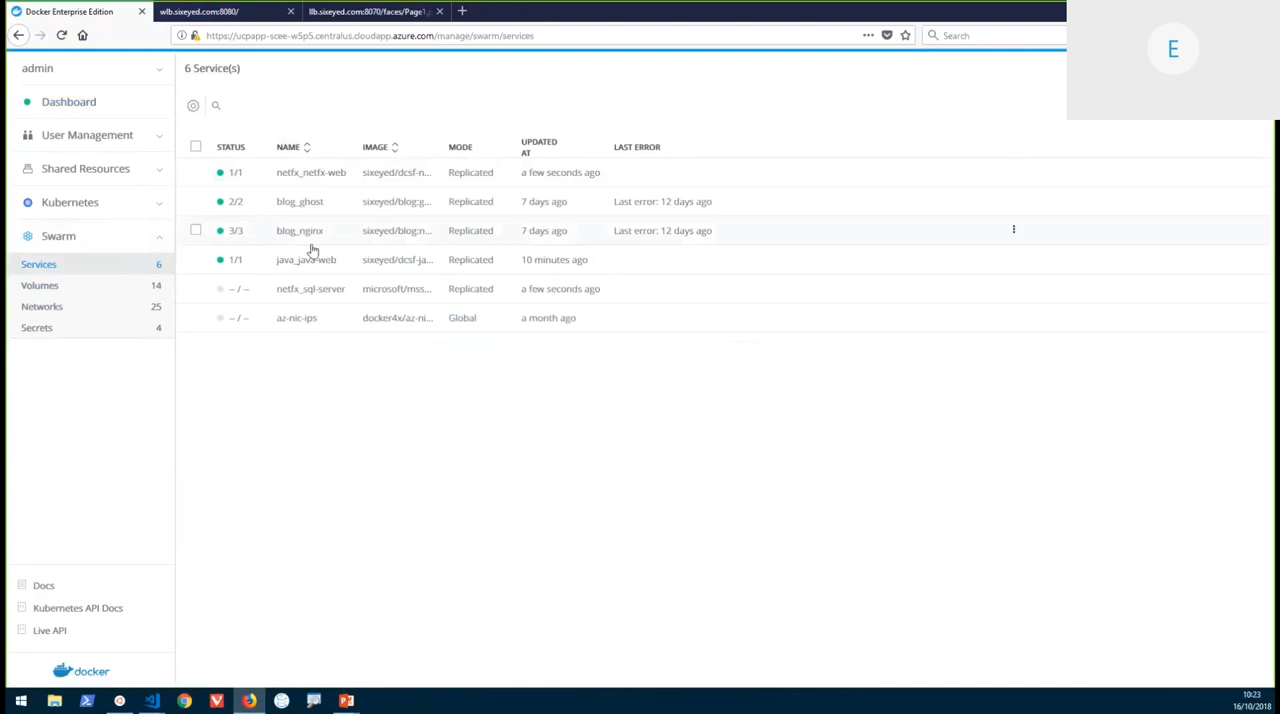 Docker Enterprise Edition
wlb.sixeyed.com:8080/
llb.sixeyed.com:8070/faces/Page1.
https://ucpapp-scee-w5p5.centralus.cloudapp.azure.com/manage/swarm/services
Search
E
admin
6 Service(s)
Dashboard
User Management
Shared Resources
Kubernetes
Swarm
Services 6
Volumes 14
Networks 25
Secrets 4
STATUS NAME IMAGE MODE UPDATED AT LAST ERROR
1/1 netfx_netfx-web sixeyed/dcsf-n... Replicated a few seconds ago
2/2 blog_ghost sixeyed/blog:g... Replicated 7 days ago Last error: 12 days ago
3/3 blog_nginx sixeyed/blog:n... Replicated 7 days ago Last error: 12 days ago
1/1 java_java-web sixeyed/dcsf-ja... Replicated 10 minutes ago
-- / -- netfx_sql-server microsoft/mss... Replicated a few seconds ago
-- / -- az-nic-ips docker4x/az-ni... Global a month ago
Docs
Kubernetes API Docs
Live API
docker
10:23
16/10/2018